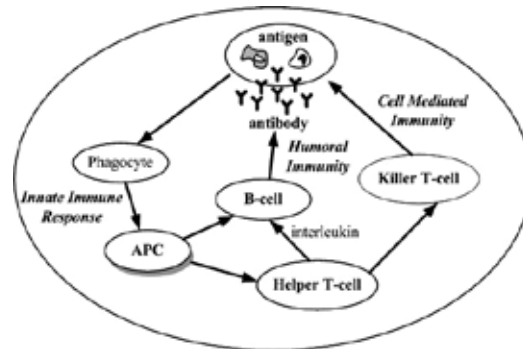 antigen
antibody
Cell Mediated
Immunity
Humoral
Immunity
Phagocyte
Killer T-cell
Innate Immune
Response
B-cell
interleukin
APC
Helper T-cell